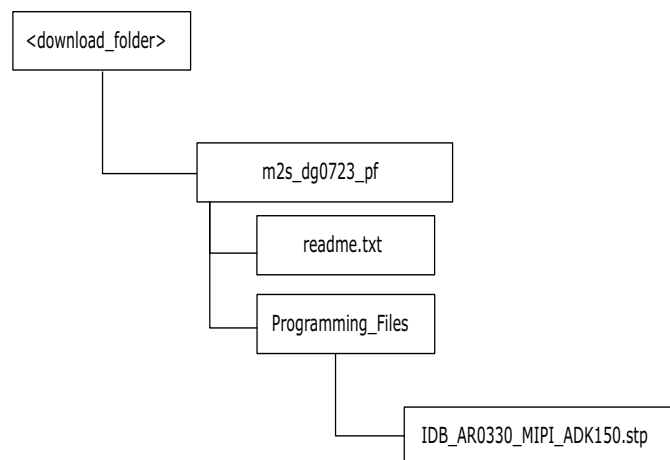 <download_folder>
m2s_dg0723_pf
readme.txt
Programming_Files
IDB_AR0330_MIPI_ADK150.stp